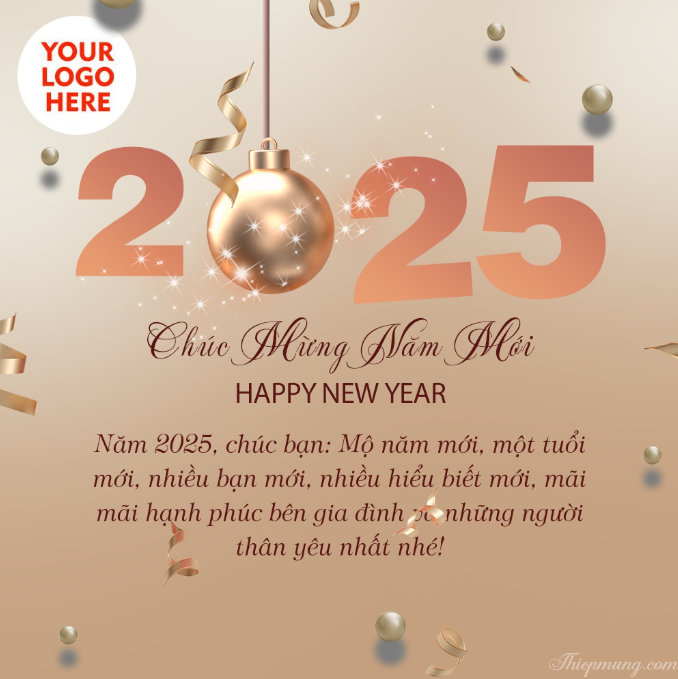 YOUR
LOGO
HERE
2025
Chúc Mừng Năm Mới
HAPPY NEW YEAR
Năm 2025, chúc bạn: Mộ năm mới, một tuổi
mới, nhiều bạn mới, nhiều hiểu biết mới, mãi
mãi hạnh phúc bên gia đình những người
thân yêu nhất nhé!
Thiepmung.com